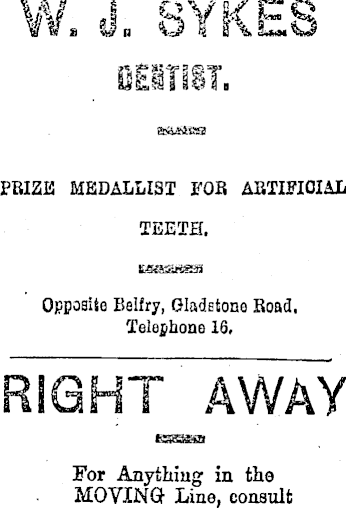 W. J. SYKES
DENTIST.
PRIZE MEDALLIST FOR ARTIFICIAL
TEETH.
Opposite Belfry, Gladstone Road.
Telephone 16.
RIGHT AWAY
For Anything in the
MOVING Line, consult